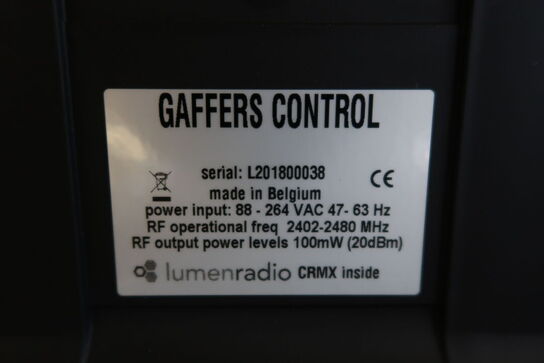 GAFFERS CONTROL
serial: L201800038
CE
made in Belgium
power input: 88 - 264 VAC 47- 63 Hz
RF operational freq 2402-2480 MHz
RF output power levels 100mW (20dBm)
lumenradio CRMX inside